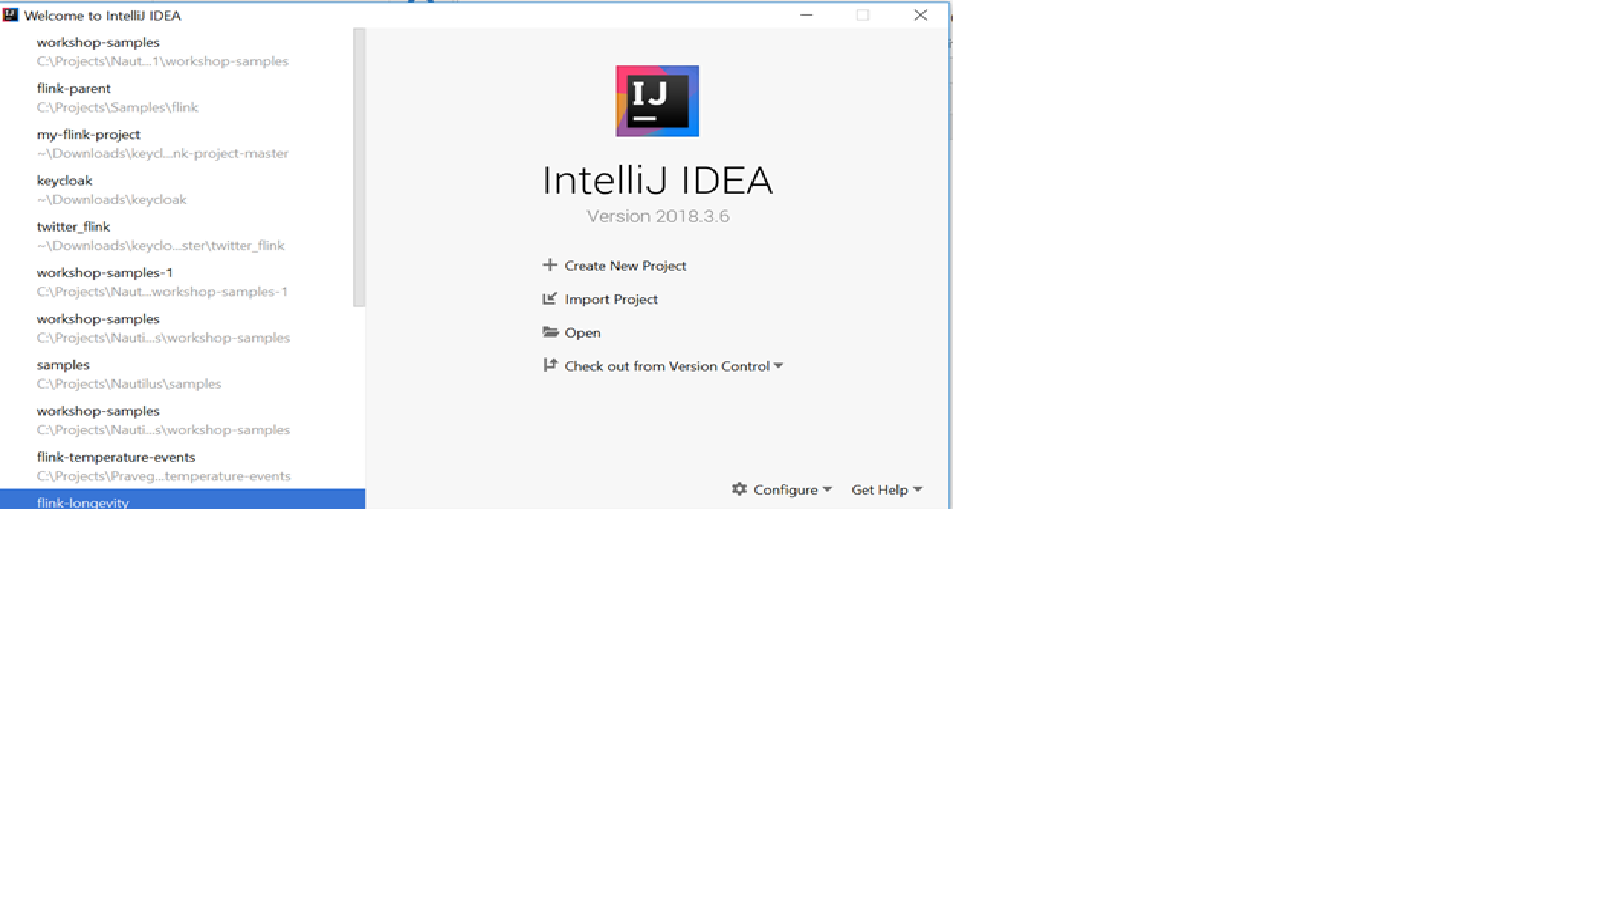 Welcome to IntelliJ IDEA
workshop-samples
C:\Projects\Naut...1\workshop-samples
flink-parent
C:\Projects\Samples\flink
my-flink-project
~\Downloads\keycl...nk-project-master
keycloak
~\Downloads\keycloak
twitter_flink
~\Downloads\keyclo...ster\twitter_flink
workshop-samples-1
C:\Projects\Naut...workshop-samples-1
workshop-samples
C:\Projects\Nauti...s\workshop-samples
samples
C:\Projects\Nautilus\samples
workshop-samples
C:\Projects\Nauti...s\workshop-samples
flink-temperature-events
C:\Projects\Praveg...temperature-events
flink-longevity
IJ
IntelliJ IDEA
Version 2018.3.6
Create New Project
Import Project
Open
Check out from Version Control
Configure Get Help